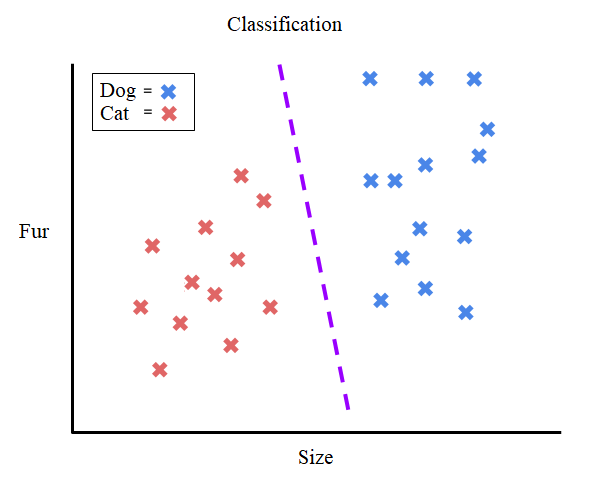 Classification
Dog =
Cat =
Fur
Size